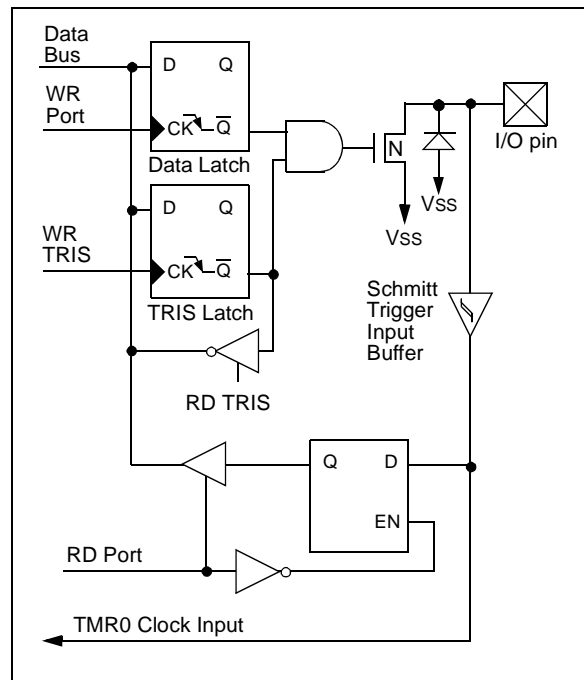 Data
Bus
D Q
WR
Port
CK Q
N
I/O pin
Data Latch
VSS
VSS
D Q
WR
TRIS
CK Q
TRIS Latch
Schmitt
Trigger
Input
Buffer
RD TRIS
Q D
EN
RD Port
TMR0 Clock Input